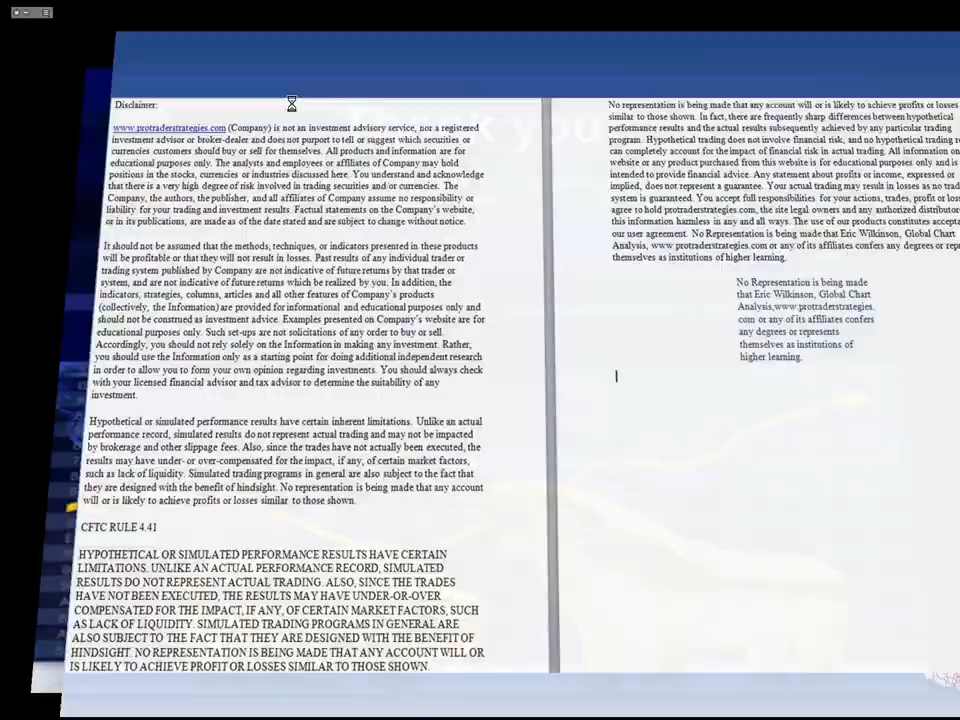 Disclaimer:
www.protraderstrategies.com (Company) is not an investment advisory service, nor a registered
investment advisor or broker-dealer and does not purport to tell or suggest which securities or
currencies customers should buy or sell for themselves. All products and information are for
educational purposes only. The analysts and employees or affiliates of Company may hold
positions in the stocks, currencies or industries discussed here. You understand and acknowledge
that there is a very high degree of risk involved in trading securities and/or currencies. The
Company, the authors, the publisher, and all affiliates of Company assume no responsibility or
liability for your trading and investment results. Factual statements on the Company's website,
or in its publications, are made as of the date stated and are subject to change without notice.
It should not be assumed that the methods, techniques, or indicators presented in these products
will be profitable or that they will not result in losses. Past results of any individual trader or
trading system published by Company are not indicative of future returns by that trader or
system, and are not indicative of future returns which be realized by you. In addition, the
indicators, strategies, columns, articles and all other features of Company's products
(collectively, the Information) are provided for informational and educational purposes only and
should not be construed as investment advice. Examples presented on Company's website are for
educational purposes only. Such set-ups are not solicitations of any order to buy or sell.
Accordingly, you should not rely solely on the Information in making any investment. Rather,
you should use the Information only as a starting point for doing additional independent research
in order to allow you to form your own opinion regarding investments. You should always check
with your licensed financial advisor and tax advisor to determine the suitability of any
investment.
Hypothetical or simulated performance results have certain inherent limitations. Unlike an actual
performance record, simulated results do not represent actual trading and may not be impacted
by brokerage and other slippage fees. Also, since the trades have not actually been executed, the
results may have under- or over-compensated for the impact, if any, of certain market factors,
such as lack of liquidity. Simulated trading programs in general are also subject to the fact that
they are designed with the benefit of hindsight. No representation is being made that any account
will or is likely to achieve profits or losses similar to those shown.
CFTC RULE 4.41
HYPOTHETICAL OR SIMULATED PERFORMANCE RESULTS HAVE CERTAIN
LIMITATIONS. UNLIKE AN ACTUAL PERFORMANCE RECORD, SIMULATED
RESULTS DO NOT REPRESENT ACTUAL TRADING. ALSO, SINCE THE TRADES
HAVE NOT BEEN EXECUTED, THE RESULTS MAY HAVE UNDER-OR-OVER
COMPENSATED FOR THE IMPACT, IF ANY, OF CERTAIN MARKET FACTORS, SUCH
AS LACK OF LIQUIDITY. SIMULATED TRADING PROGRAMS IN GENERAL ARE
ALSO SUBJECT TO THE FACT THAT THEY ARE DESIGNED WITH THE BENEFIT OF
HINDSIGHT. NO REPRESENTATION IS BEING MADE THAT ANY ACCOUNT WILL OR
IS LIKELY TO ACHIEVE PROFIT OR LOSSES SIMILAR TO THOSE SHOWN.
No representation is being made that any account will or is likely to achieve profits or losses
similar to those shown. In fact, there are frequently sharp differences between hypothetical
performance results and the actual results subsequently achieved by any particular trading
program. Hypothetical trading does not involve financial risk, and no hypothetical trading
can completely account for the impact of financial risk in actual trading. All information on
website or any product purchased from this website is for educational purposes only and is
intended to provide financial advice. Any statement about profits or income, expressed or
implied, does not represent a guarantee. Your actual trading may result in losses as no
system is guaranteed. You accept full responsibilities for your actions, trades, profit or
agree to hold protraderstrategies.com, the site legal owners and any authorized
this information harmless in any and all ways. The use of our products constitutes
our user agreement. No Representation is being made that Eric Wilkinson, Global Chart
Analysis, www.protraderstrategies.com or any of its affiliates confers any degrees or
themselves as institutions of higher learning.
No Representation is being made
that Eric Wilkinson, Global Chart
Analysis,www.protraderstrategies.
com or any of its affiliates confers
any degrees or represents
themselves as institutions of
higher learning.